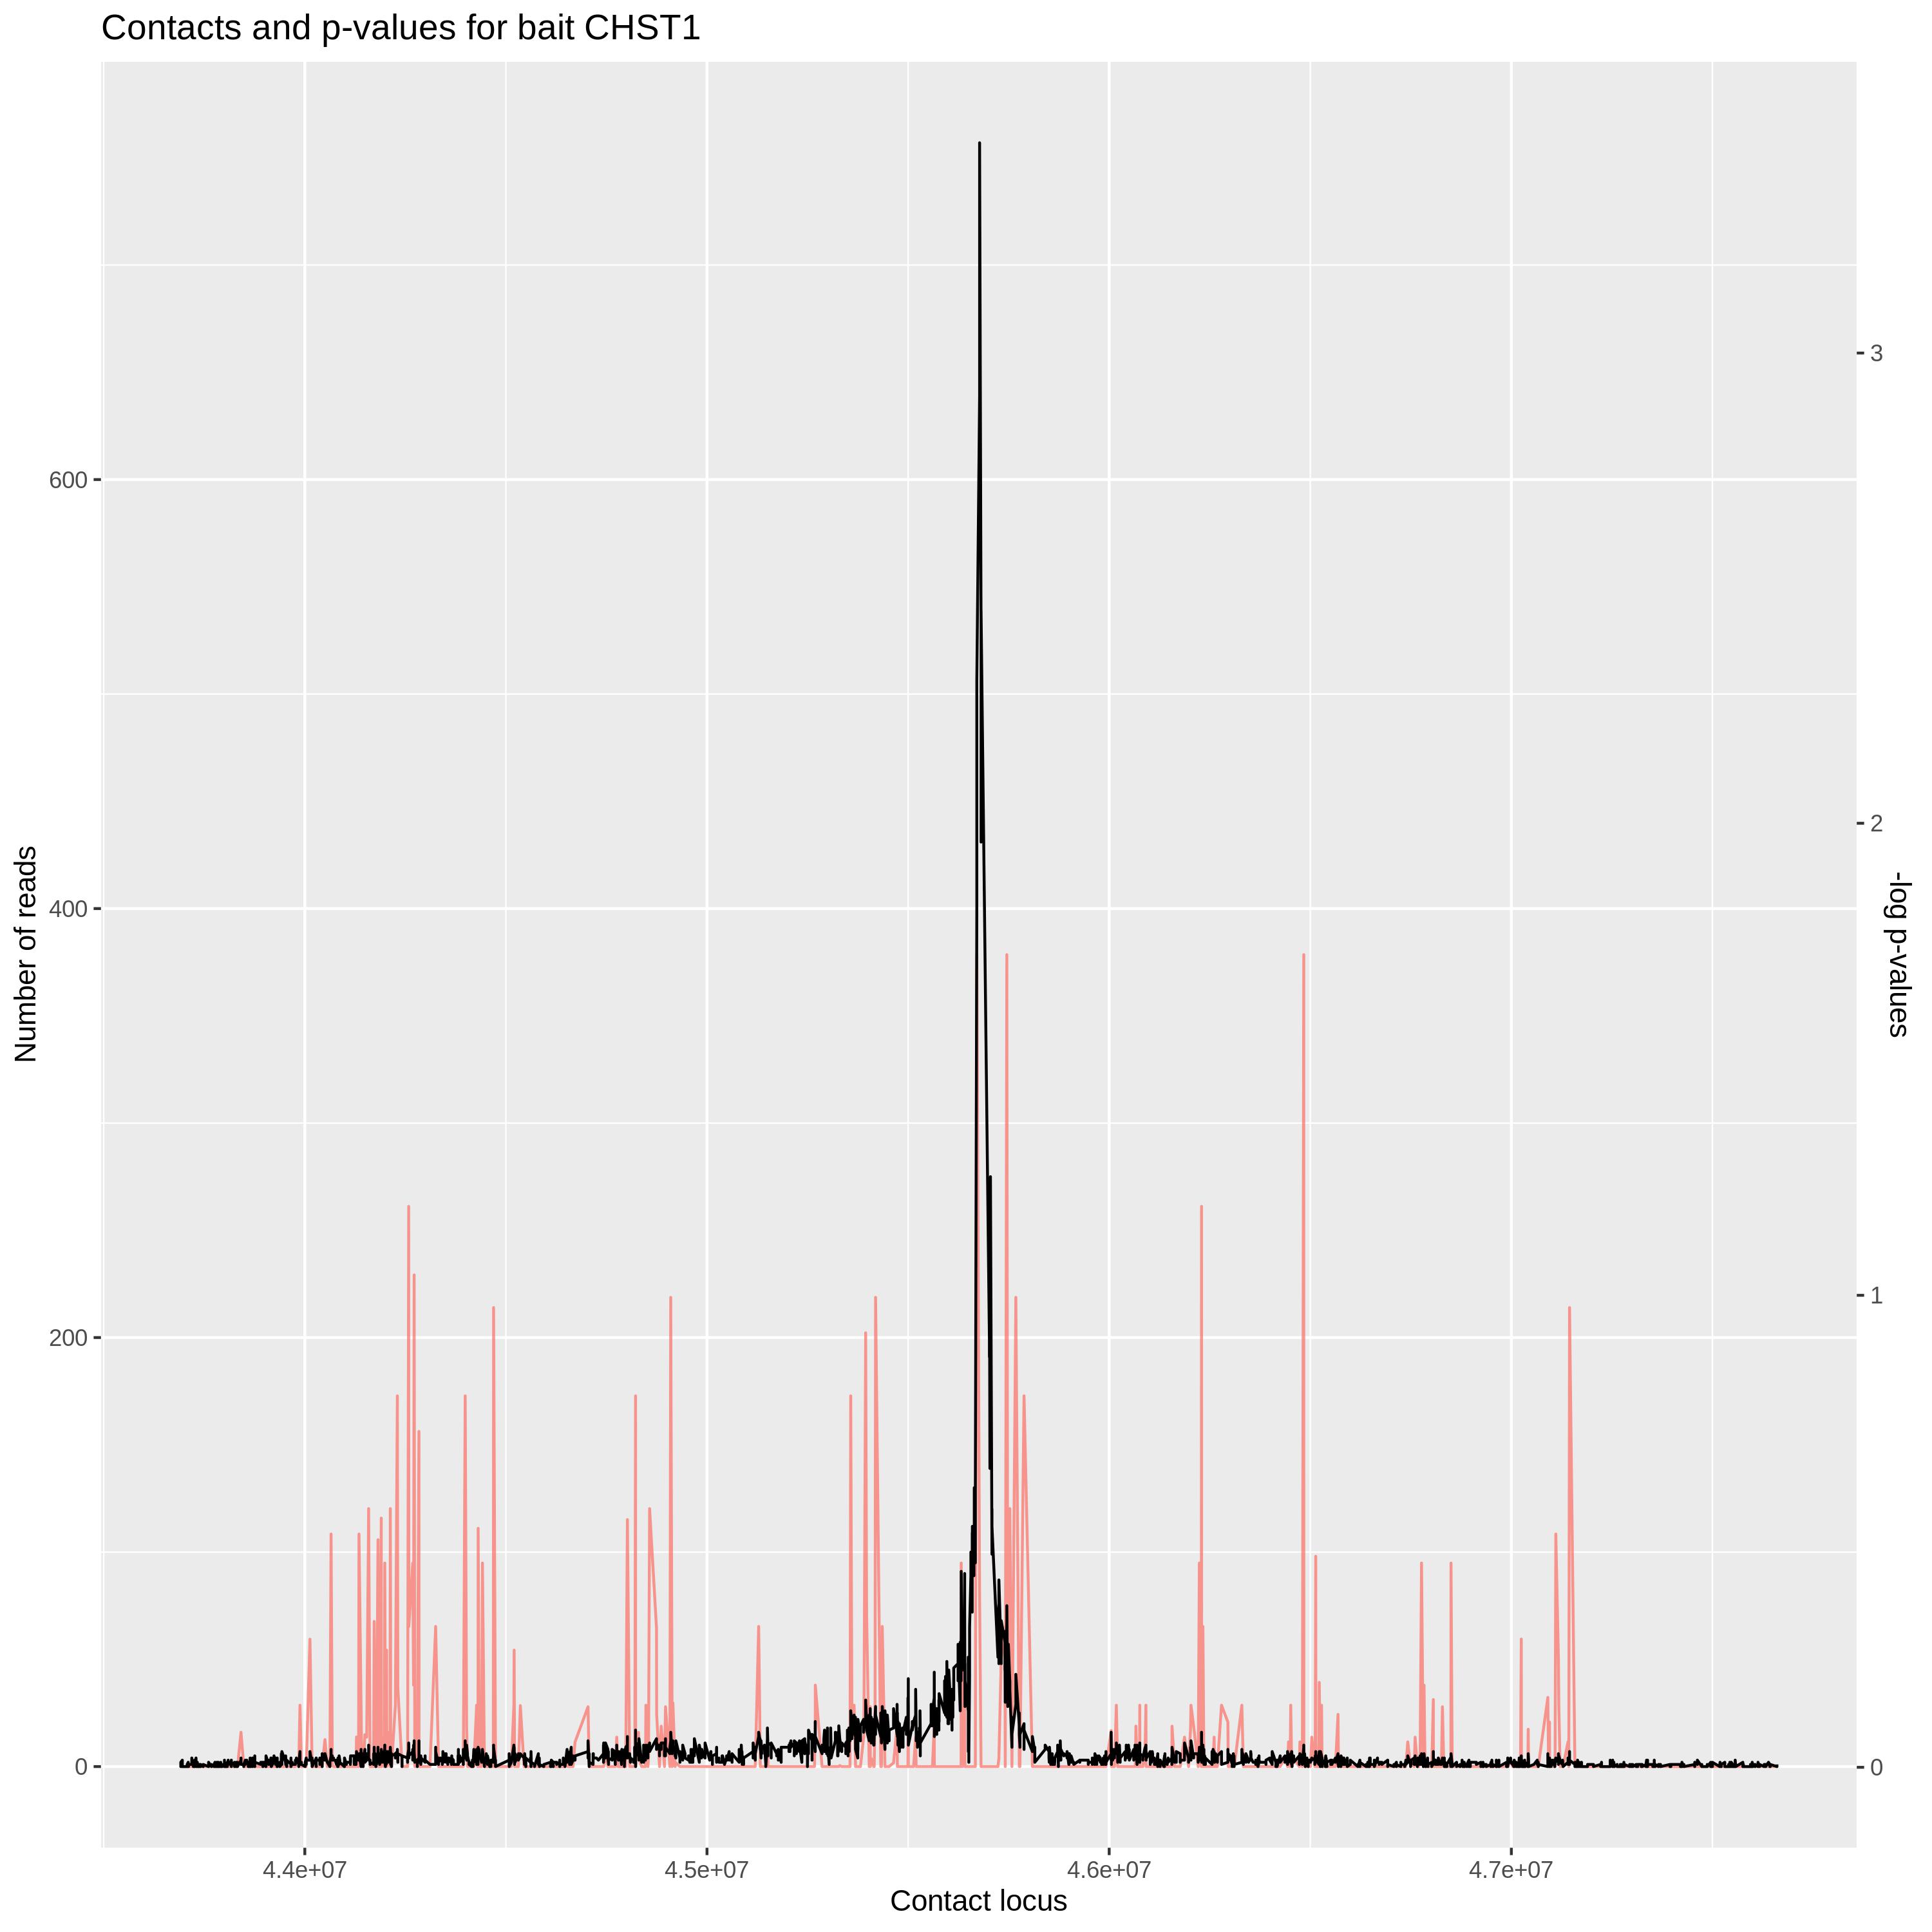 Contacts and p-values for bait CHST1
Number of reads
600
400
200
0
3
2
1
0
-log p-values
4.4e+07
4.5e+07
4.6e+07
4.7e+07
Contact locus